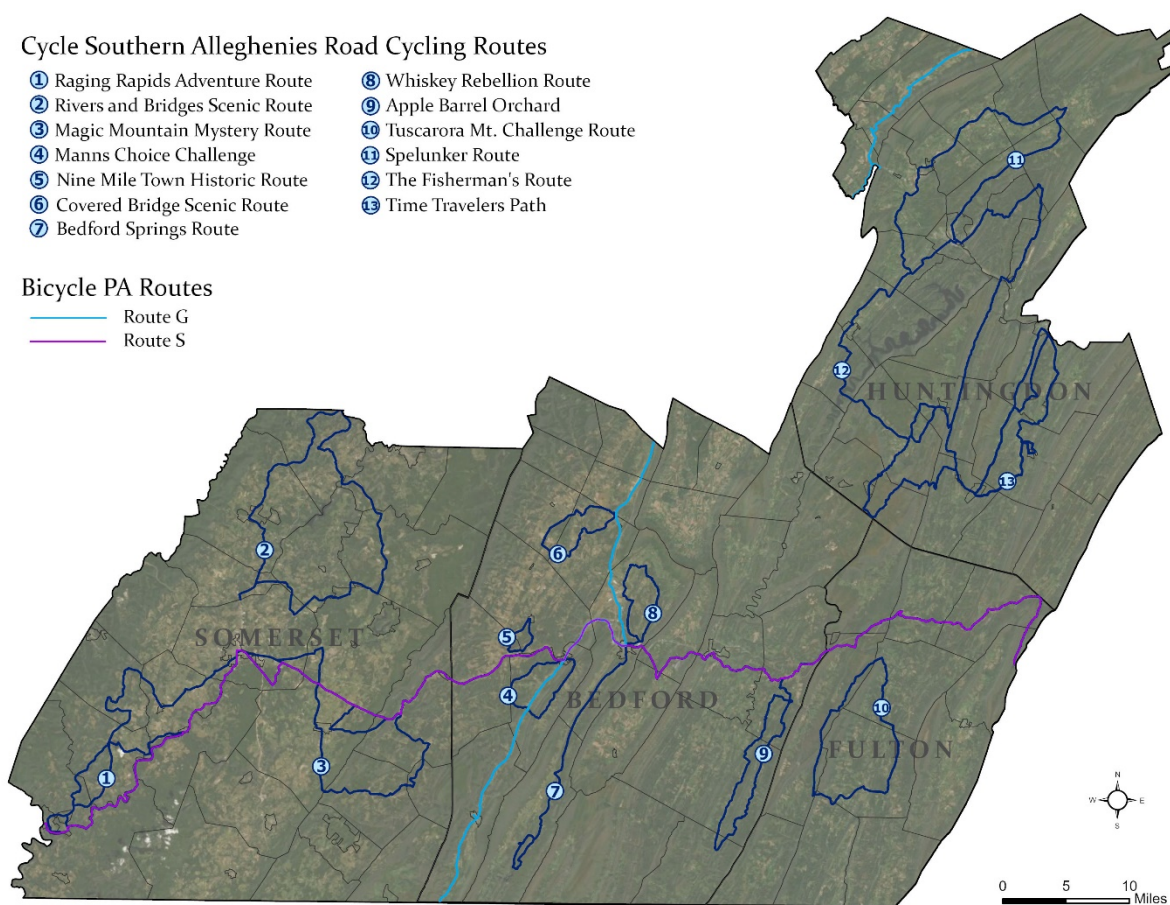 Cycle Southern Alleghenies Road Cycling Routes
1 Raging Rapids Adventure Route
2 Rivers and Bridges Scenic Route
3 Magic Mountain Mystery Route
4 Manns Choice Challenge
5 Nine Mile Town Historic Route
6 Covered Bridge Scenic Route
7 Bedford Springs Route
8 Whiskey Rebellion Route
9 Apple Barrel Orchard
10 Tuscarora Mt. Challenge Route
11 Spelunker Route
12 The Fisherman's Route
13 Time Travelers Path
Bicycle PA Routes
Route G
Route S
11
12
HUNTINGDON
13
2
6
8
5
SOMERSET
4
BEDFORD
10
FULTON
9
1
3
7
N
W E
S
0 5 10
Miles